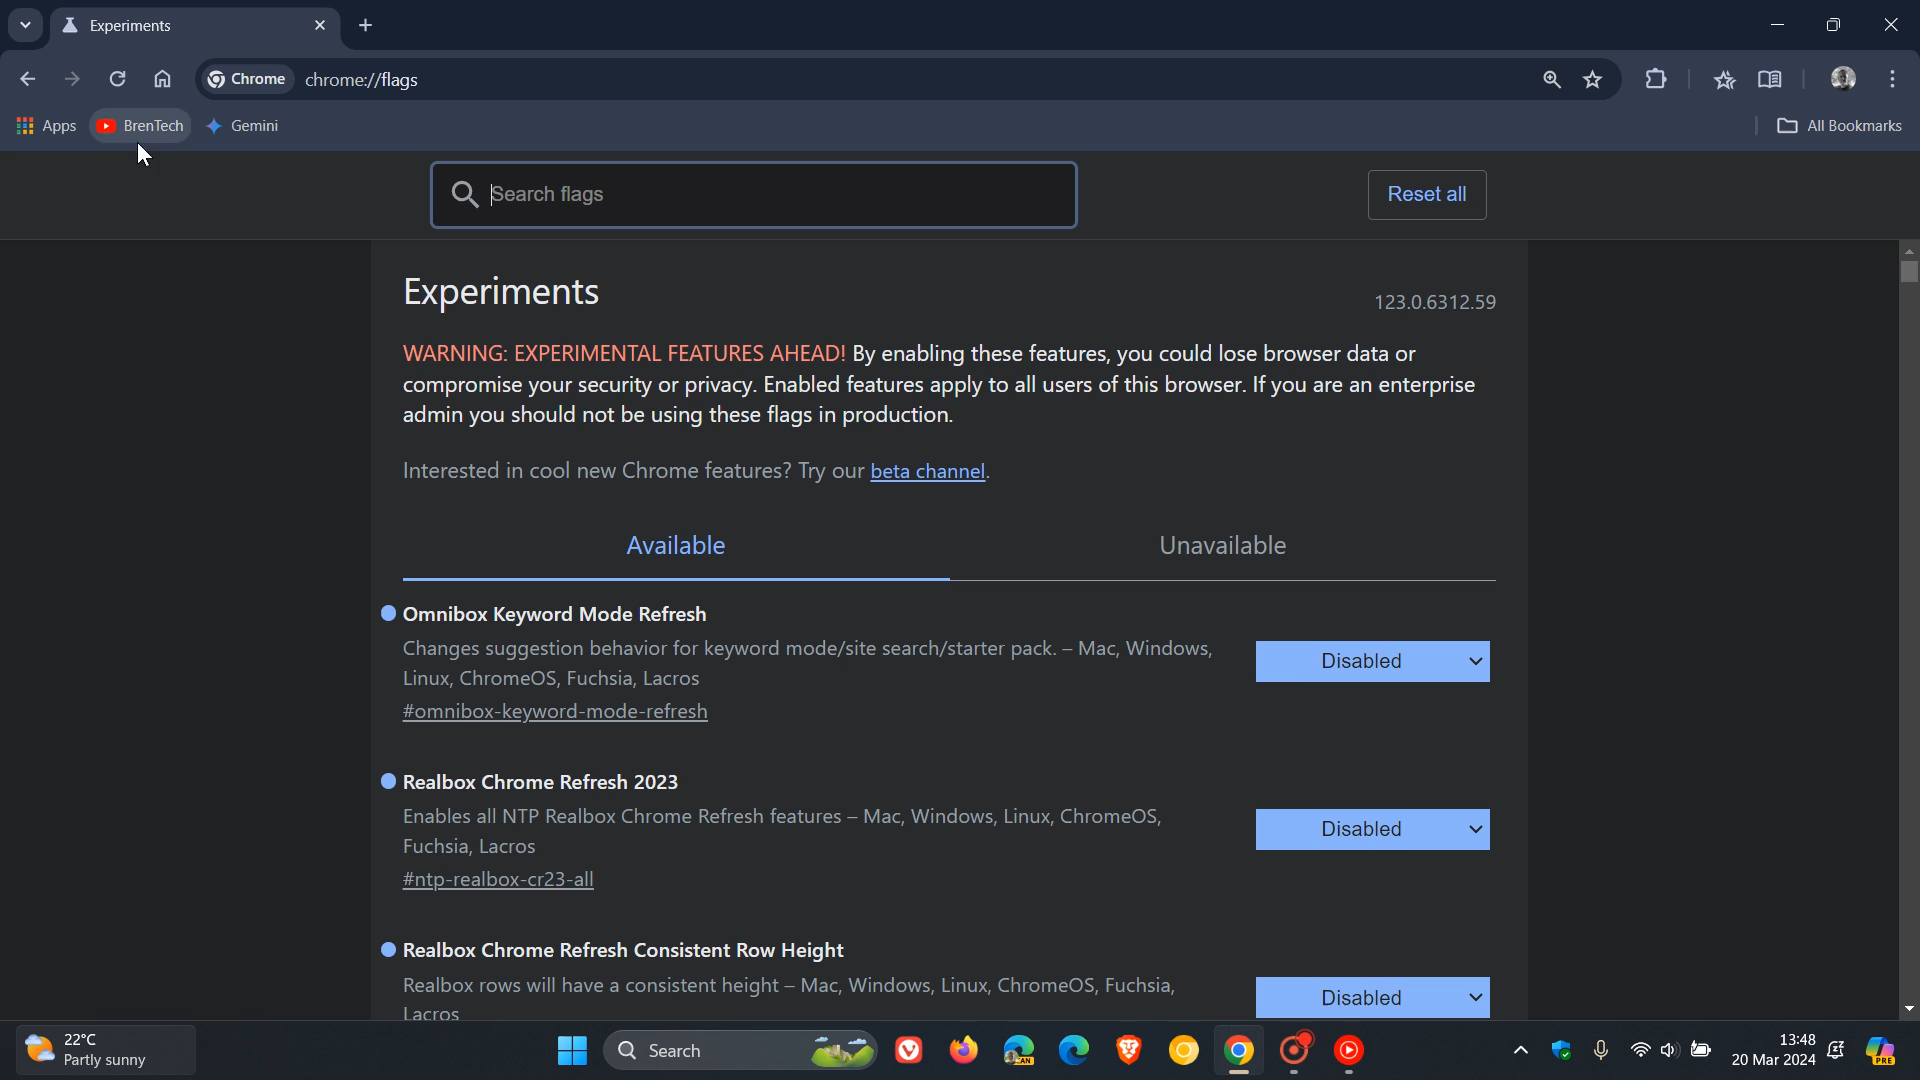 Experiments
Chrome chrome://flags
Apps BrenTech Gemini All Bookmarks
Search flags Reset all
Experiments 123.0.6312.59
WARNING: EXPERIMENTAL FEATURES AHEAD! By enabling these features, you could lose browser data or
compromise your security or privacy. Enabled features apply to all users of this browser. If you are an enterprise
admin you should not be using these flags in production.
Interested in cool new Chrome features? Try our beta channel.
Available Unavailable
Omnibox Keyword Mode Refresh
Changes suggestion behavior for keyword mode/site search/starter pack. – Mac, Windows,
Linux, ChromeOS, Fuchsia, Lacros
#omnibox-keyword-mode-refresh
Disabled
Realbox Chrome Refresh 2023
Enables all NTP Realbox Chrome Refresh features – Mac, Windows, Linux, ChromeOS,
Fuchsia, Lacros
#ntp-realbox-cr23-all
Disabled
Realbox Chrome Refresh Consistent Row Height
Realbox rows will have a consistent height – Mac, Windows, Linux, ChromeOS, Fuchsia,
Lacros
Disabled
22°C
Partly sunny
Search
CAN
13:48
20 Mar 2024
PRE